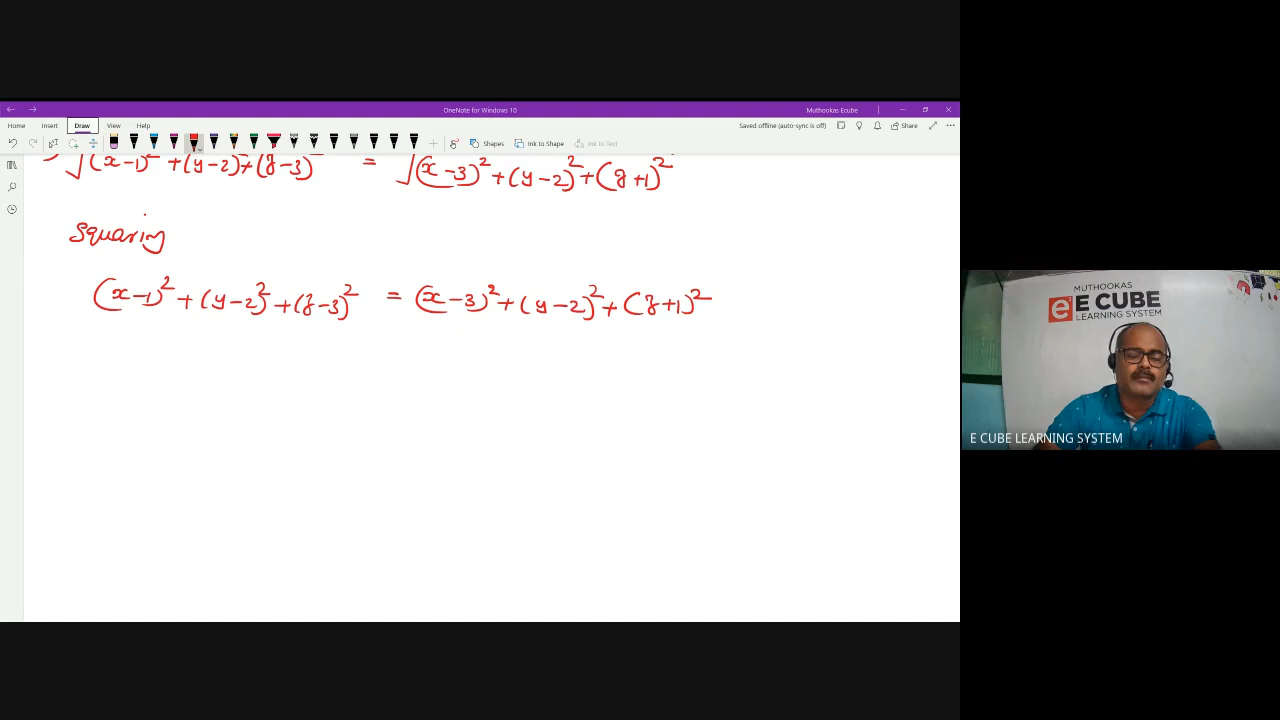 OneNote for Windows 10
Muthookas Ecube
Home Insert Draw View Help
Saved offline (auto-sync is off) Share
Shapes Ink to Shape Ink to Text
√(x-1)² + (y-2)² + (z-3)² = √(x-3)² + (y-2)² + (z+1)²
Squaring
(x-1)² + (y-2)² + (z-3)² = (x-3)² + (y-2)² + (z+1)²
MUTHOOKAS
e E CUBE
LEARNING SYSTEM
E CUBE LEARNING SYSTEM